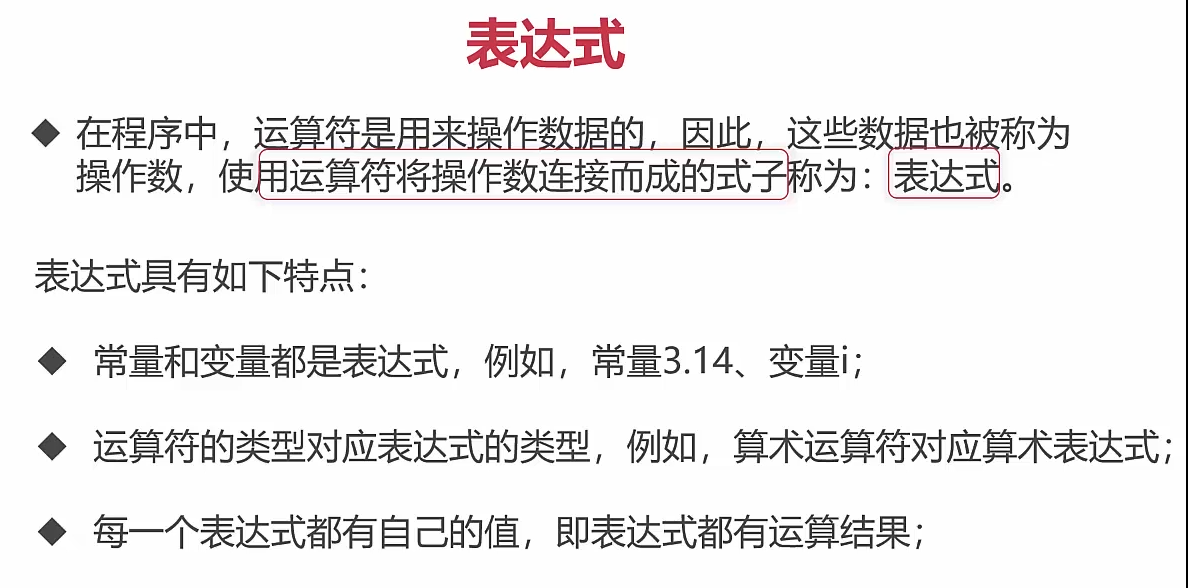 表达式
◆ 在程序中，运算符是用来操作数据的，因此，这些数据也被称为
操作数，使用运算符将操作数连接而成的式子称为：表达式。
表达式具有如下特点：
◆ 常量和变量都是表达式，例如，常量3.14、变量i；
◆ 运算符的类型对应表达式的类型，例如，算术运算符对应算术表达式；
◆ 每一个表达式都有自己的值，即表达式都有运算结果；